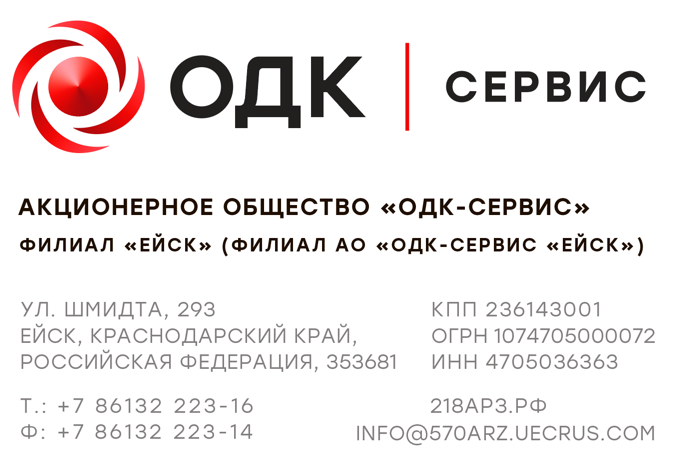 ОДК
СЕРВИС
АКЦИОНЕРНОЕ ОБЩЕСТВО «ОДК-СЕРВИС»
ФИЛИАЛ «ЕЙСК» (ФИЛИАЛ АО «ОДК-СЕРВИС «ЕЙСК»)
УЛ. ШМИДТА, 293
ЕЙСК, КРАСНОДАРСКИЙ КРАЙ,
РОССИЙСКАЯ ФЕДЕРАЦИЯ, 353681
Т.: +7 86132 223-16
Ф: +7 86132 223-14
КПП 236143001
ОГРН 1074705000072
ИНН 4705036363
218АРЗ.РФ
INFO@570ARZ.UECRUS.COM